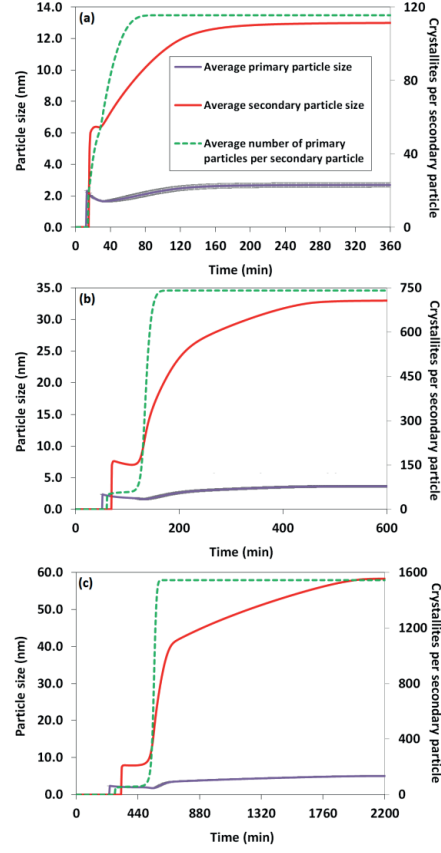 (a)
14.0
12.0
10.0
8.0
6.0
4.0
2.0
0.0
Particle size (nm)
120
90
60
30
0
Crystallites per secondary particle
Average primary particle size
Average secondary particle size
Average number of primary
particles per secondary particle
0 40 80 120 160 200 240 280 320 360
Time (min)
(b)
35.0
30.0
25.0
20.0
15.0
10.0
5.0
0.0
Particle size (nm)
750
600
450
300
150
0
Crystallites per secondary particle
0 200 400 600
Time (min)
(c)
60.0
50.0
40.0
30.0
20.0
10.0
0.0
Particle size (nm)
1600
1200
800
400
0
Crystallites per secondary particle
0 440 880 1320 1760 2200
Time (min)